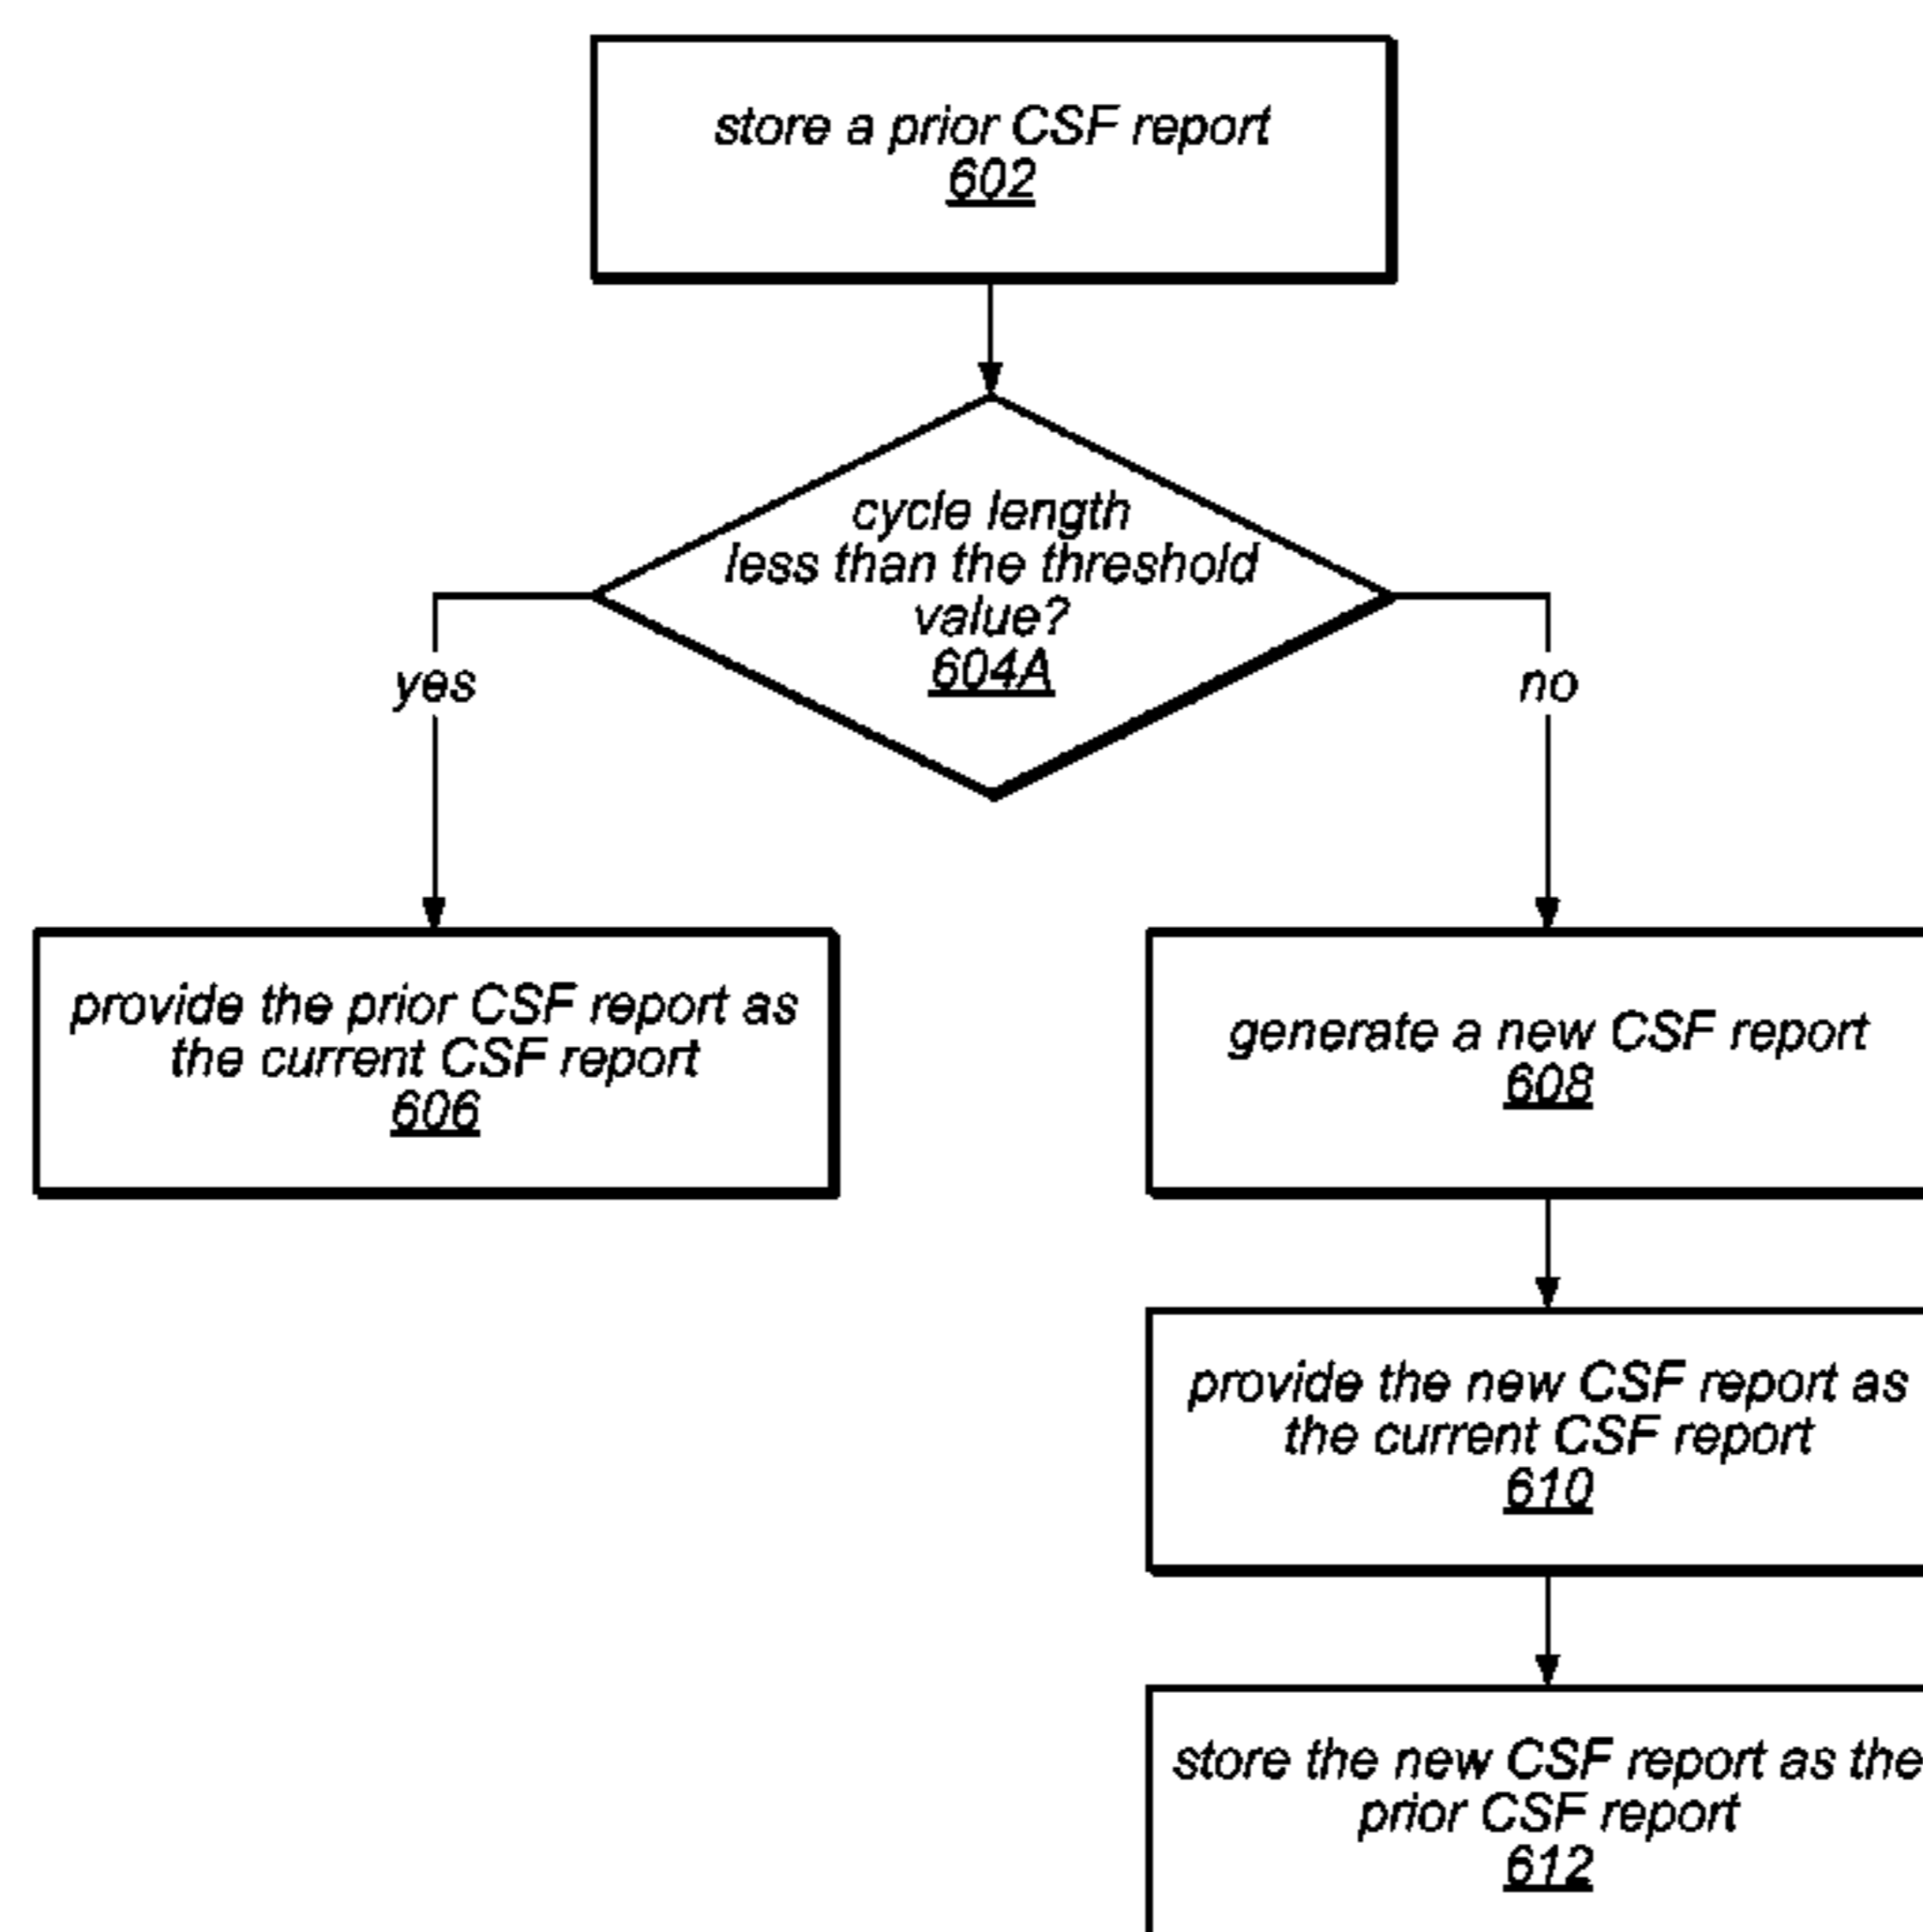 store a prior CSF report
602
cycle length
less than the threshold
value?
604A
yes
no
provide the prior CSF report as
the current CSF report
606
generate a new CSF report
608
provide the new CSF report as
the current CSF report
610
store the new CSF report as the
prior CSF report
612